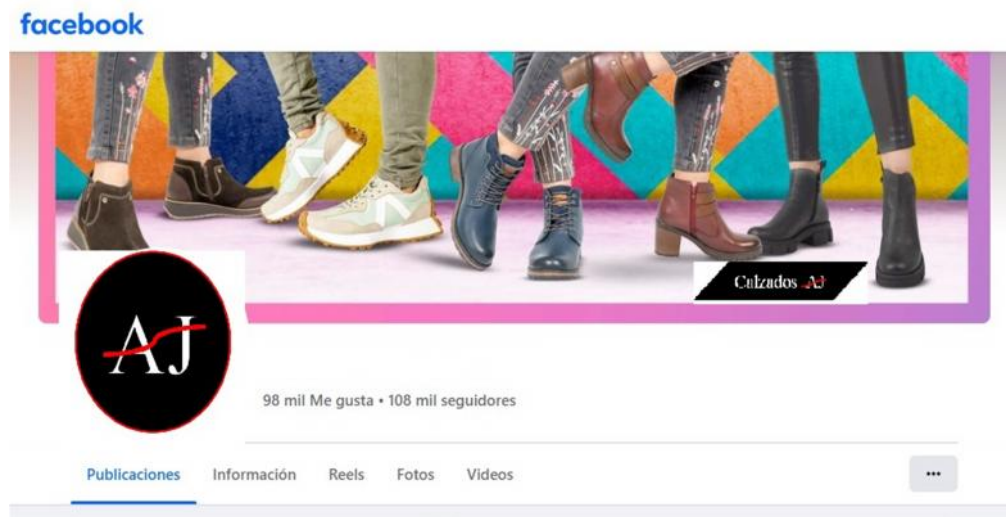 facebook
Calzados AJ
AJ
98 mil Me gusta • 108 mil seguidores
Publicaciones Información Reels Fotos Videos